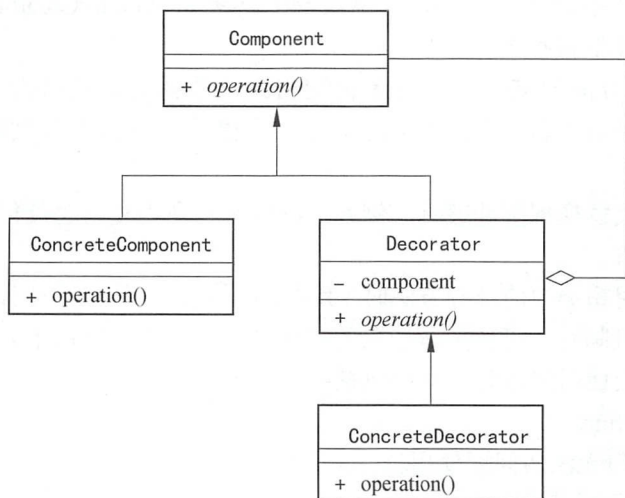 Component
+ operation()
ConcreteComponent
+ operation()
Decorator
– component
+ operation()
ConcreteDecorator
+ operation()